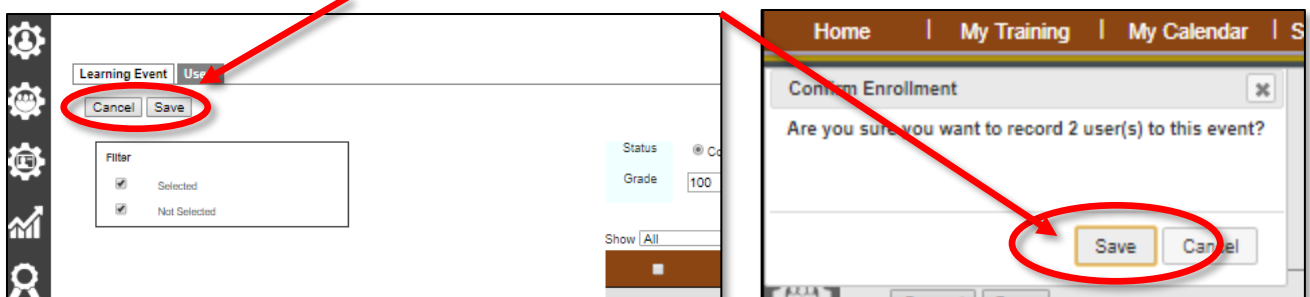 Learning Event
Cancel Save
Filter
Selected
Not Selected
Status
Grade 100
Show All
Home | My Training | My Calendar | S
Confirm Enrollment
Are you sure you want to record 2 user(s) to this event?
Save Cancel